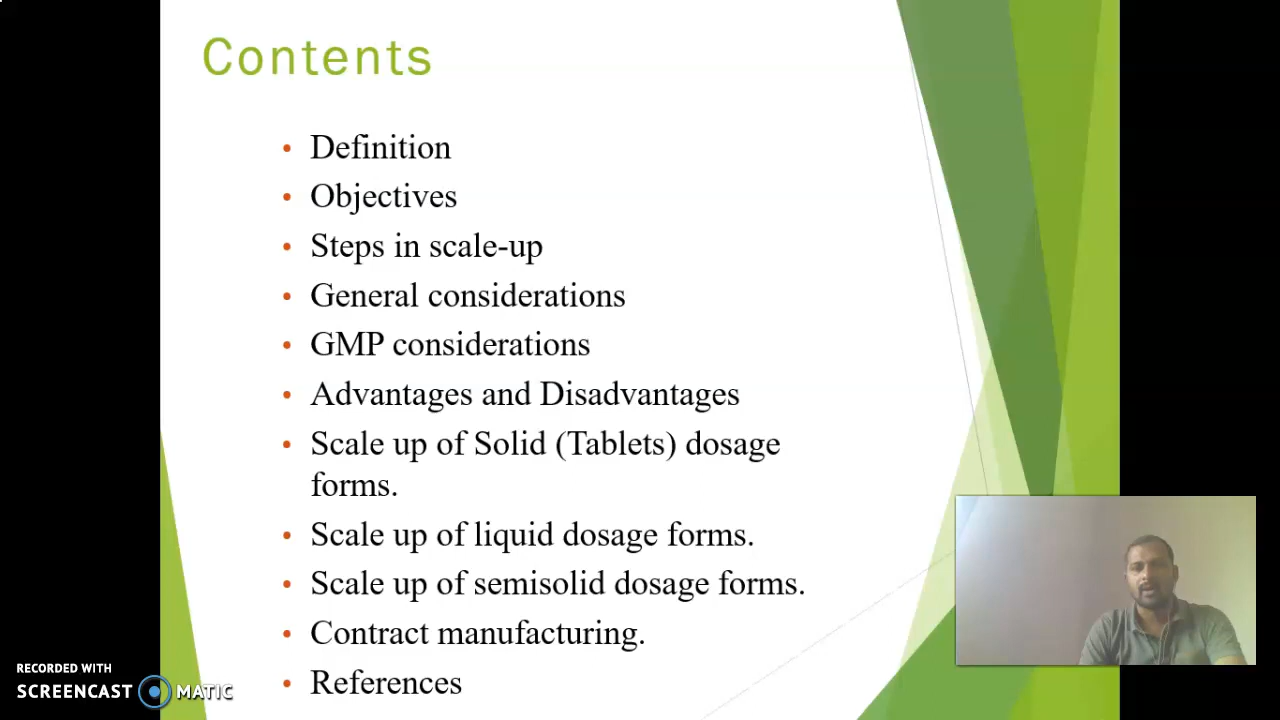 Contents
• Definition
• Objectives
• Steps in scale-up
• General considerations
• GMP considerations
• Advantages and Disadvantages
• Scale up of Solid (Tablets) dosage
forms.
• Scale up of liquid dosage forms.
• Scale up of semisolid dosage forms.
• Contract manufacturing.
• References
RECORDED WITH
SCREENCAST MATIC